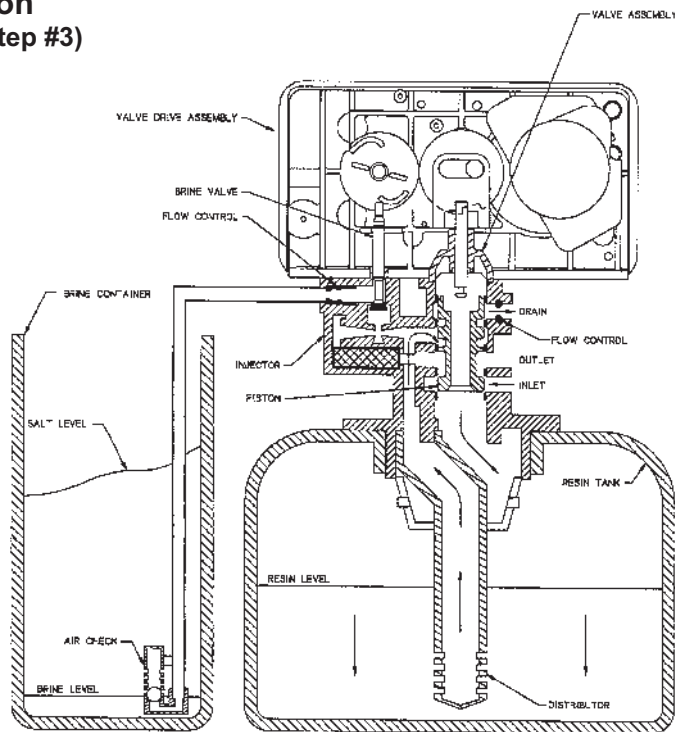 on
tep #3)
VALVE ASSEMBLY
VALVE DRIVE ASSEMBLY
BRINE VALVE
FLOW CONTROL
BRINE CONTAINER
DRAIN
FLOW CONTROL
INJECTOR
OUTLET
INLET
PISTON
SALT LEVEL
RESIN TANK
RESIN LEVEL
AIR CHECK
BRINE LEVEL
DISTRIBUTOR